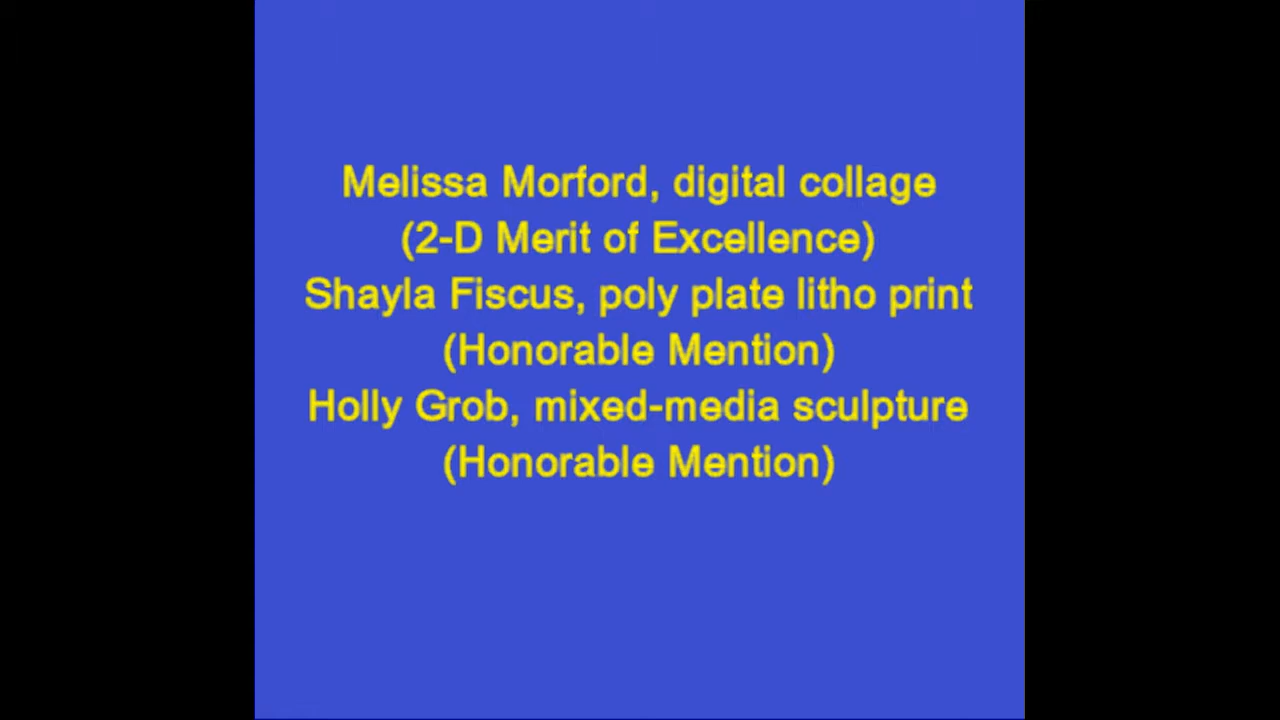 Melissa Morford, digital collage
(2-D Merit of Excellence)
Shayla Fiscus, poly plate litho print
(Honorable Mention)
Holly Grob, mixed-media sculpture
(Honorable Mention)